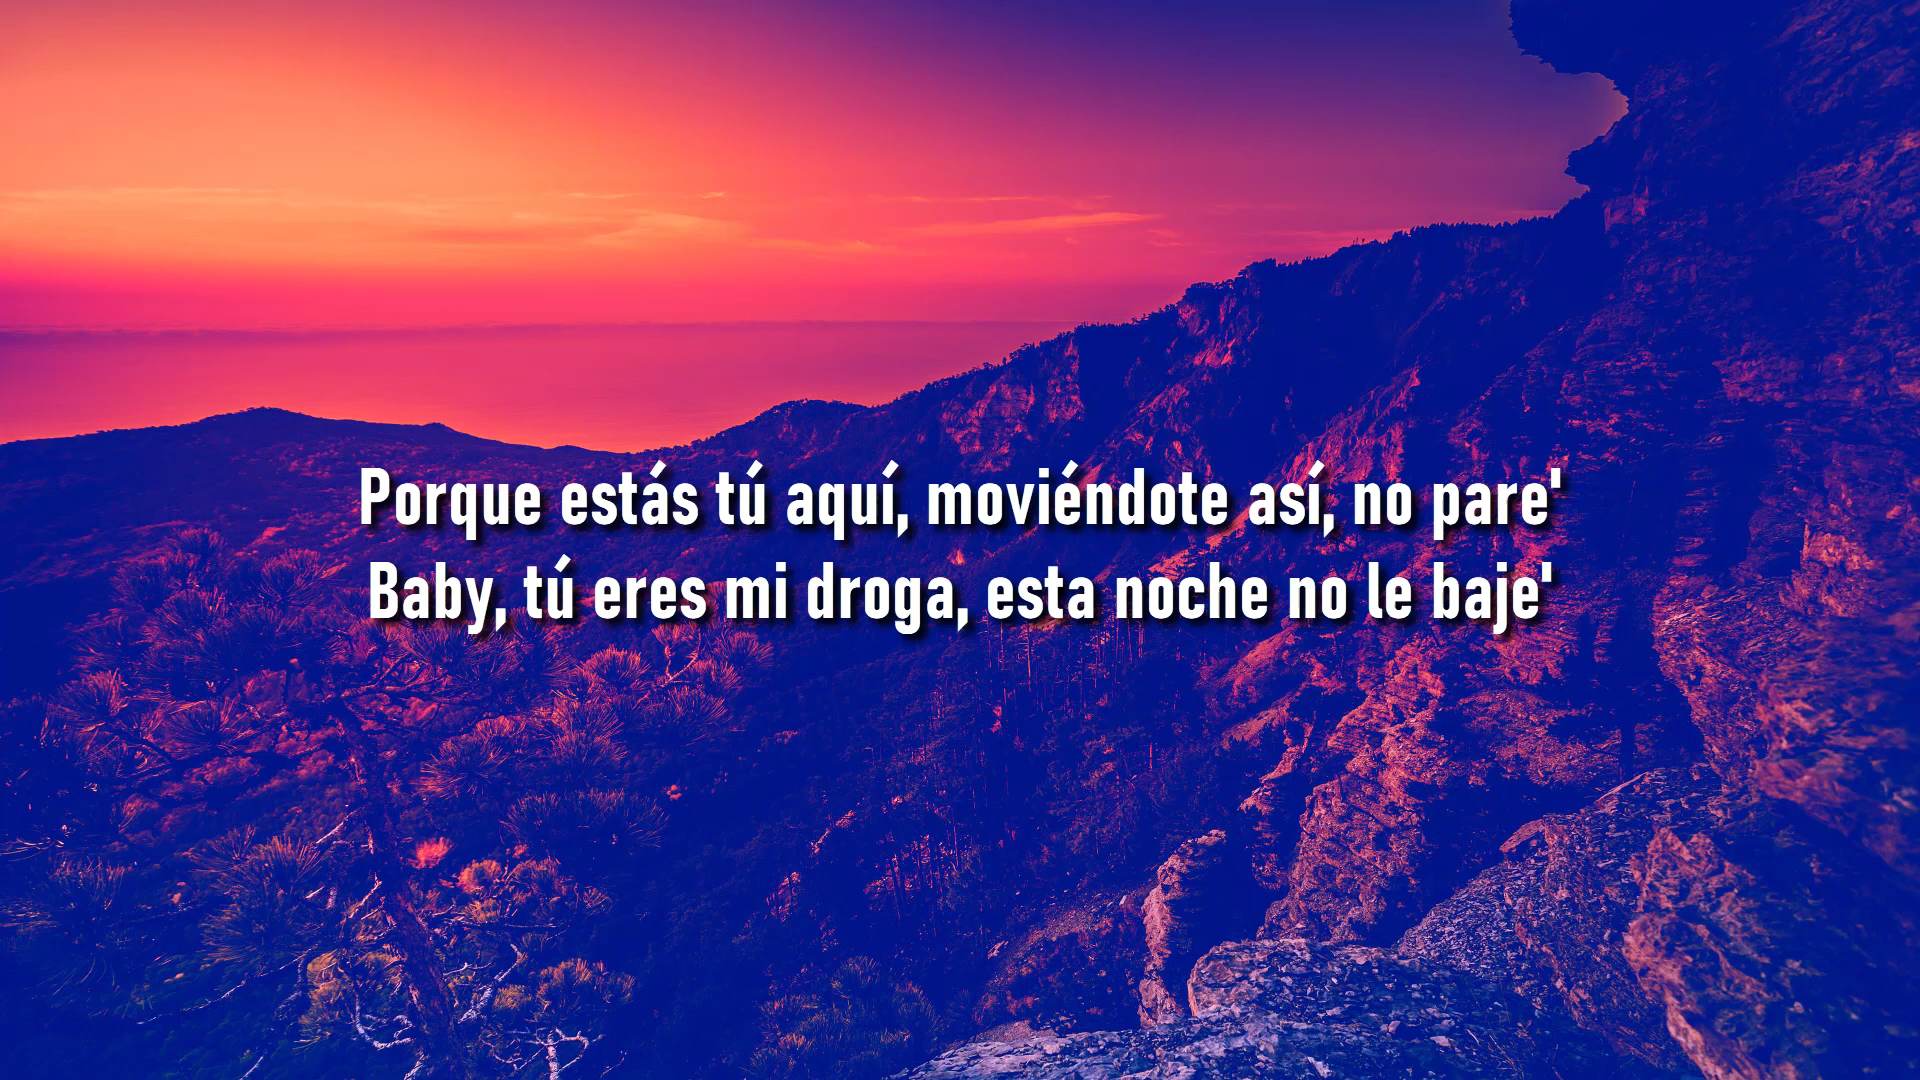 Porque estás tú aquí, moviéndote así, no pare'
Baby, tú eres mi droga, esta noche no le baje'